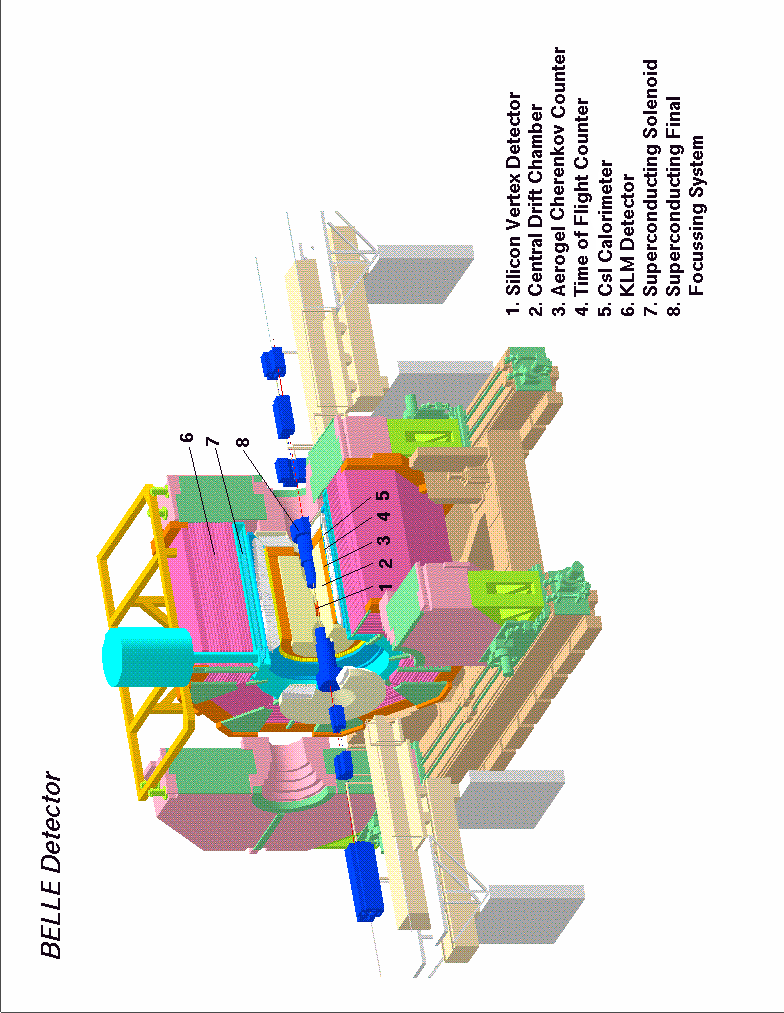 BELLE Detector
6
7
8
1
2
3
4
5
1. Silicon Vertex Detector
2. Central Drift Chamber
3. Aerogel Cherenkov Counter
4. Time of Flight Counter
5. CsI Calorimeter
6. KLM Detector
7. Superconducting Solenoid
8. Superconducting Final
Focussing System